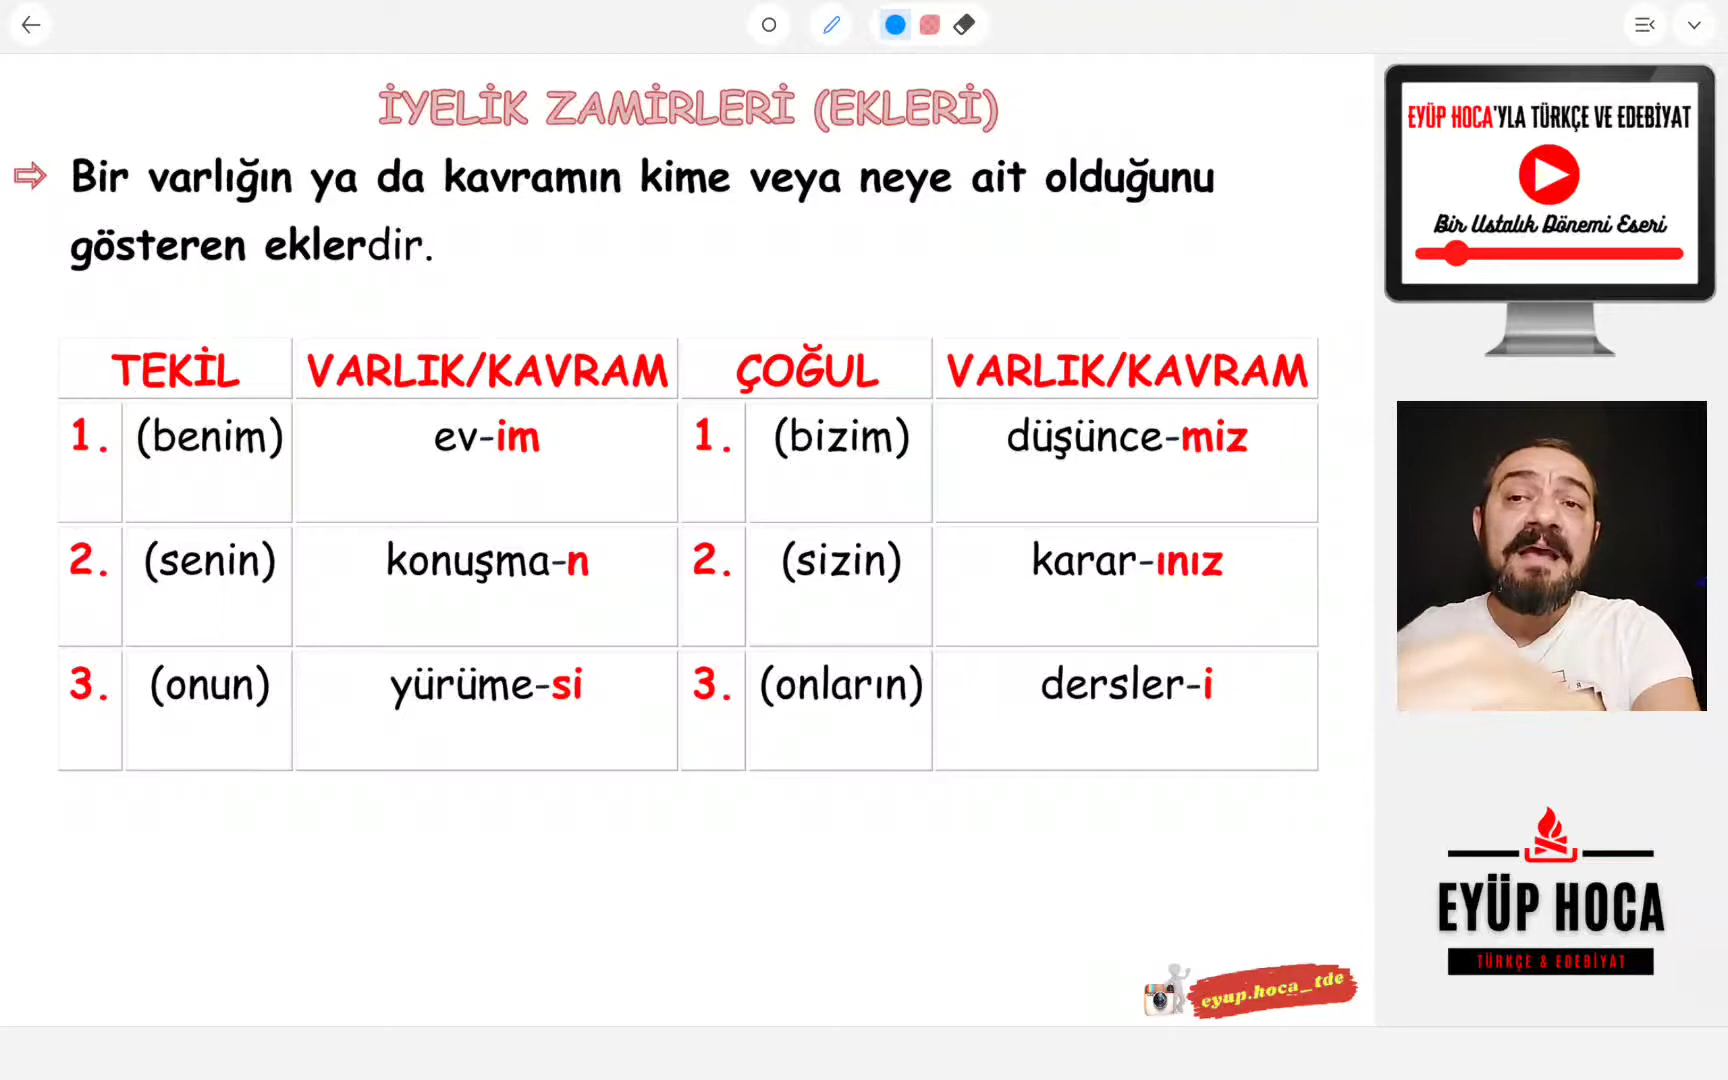 İYELİK ZAMİRLERİ (EKLERİ)
Bir varlığın ya da kavramın kime veya neye ait olduğunu
gösteren eklerdir.
TEKİL VARLIK/KAVRAM ÇOĞUL VARLIK/KAVRAM
1. (benim) ev-im 1. (bizim) düşünce-miz
2. (senin) konuşma-n 2. (sizin) karar-ınız
3. (onun) yürüme-si 3. (onların) dersler-i
EYÜP HOCA'YLA TÜRKÇE VE EDEBİYAT
Bir Ustalık Dönemi Eseri
EYÜP HOCA
TÜRKÇE & EDEBİYAT
eyup.hoca_tde